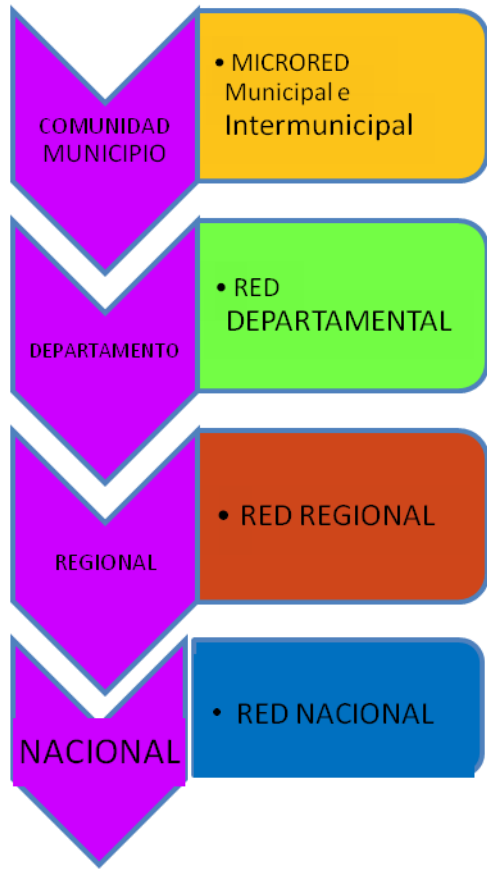 COMUNIDAD
MUNICIPIO
• MICRORED
Municipal e
Intermunicipal
DEPARTAMENTO
• RED
DEPARTAMENTAL
REGIONAL
• RED REGIONAL
NACIONAL
• RED NACIONAL